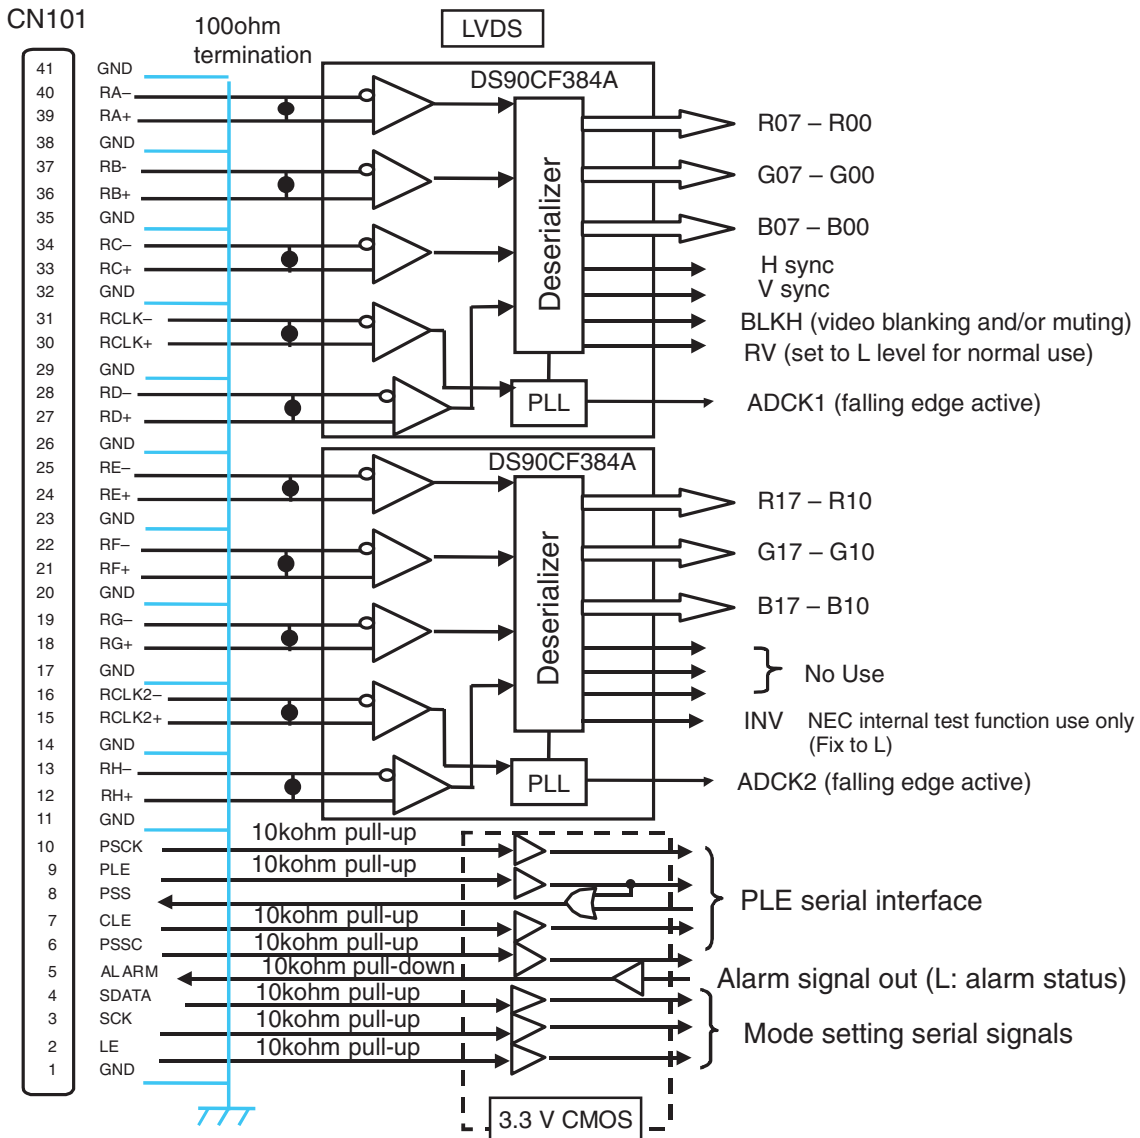 CN101
100ohm
termination
LVDS
41 GND
40 RA–
39 RA+
38 GND
37 RB-
36 RB+
35 GND
34 RC–
33 RC+
32 GND
31 RCLK–
30 RCLK+
29 GND
28 RD–
27 RD+
26 GND
25 RE–
24 RE+
23 GND
22 RF–
21 RF+
20 GND
19 RG–
18 RG+
17 GND
16 RCLK2–
15 RCLK2+
14 GND
13 RH–
12 RH+
11 GND
10 PSCK
9 PLE
8 PSS
7 CLE
6 PSSC
5 ALARM
4 SDATA
3 SCK
2 LE
1 GND
DS90CF384A
Deserializer
PLL
R07 – R00
G07 – G00
B07 – B00
H sync
V sync
BLKH (video blanking and/or muting)
RV (set to L level for normal use)
ADCK1 (falling edge active)
DS90CF384A
Deserializer
PLL
R17 – R10
G17 – G10
B17 – B10
No Use
INV NEC internal test function use only
(Fix to L)
ADCK2 (falling edge active)
10kohm pull-up
10kohm pull-up
10kohm pull-up
10kohm pull-up
10kohm pull-down
10kohm pull-up
10kohm pull-up
10kohm pull-up
PLE serial interface
Alarm signal out (L: alarm status)
Mode setting serial signals
3.3 V CMOS